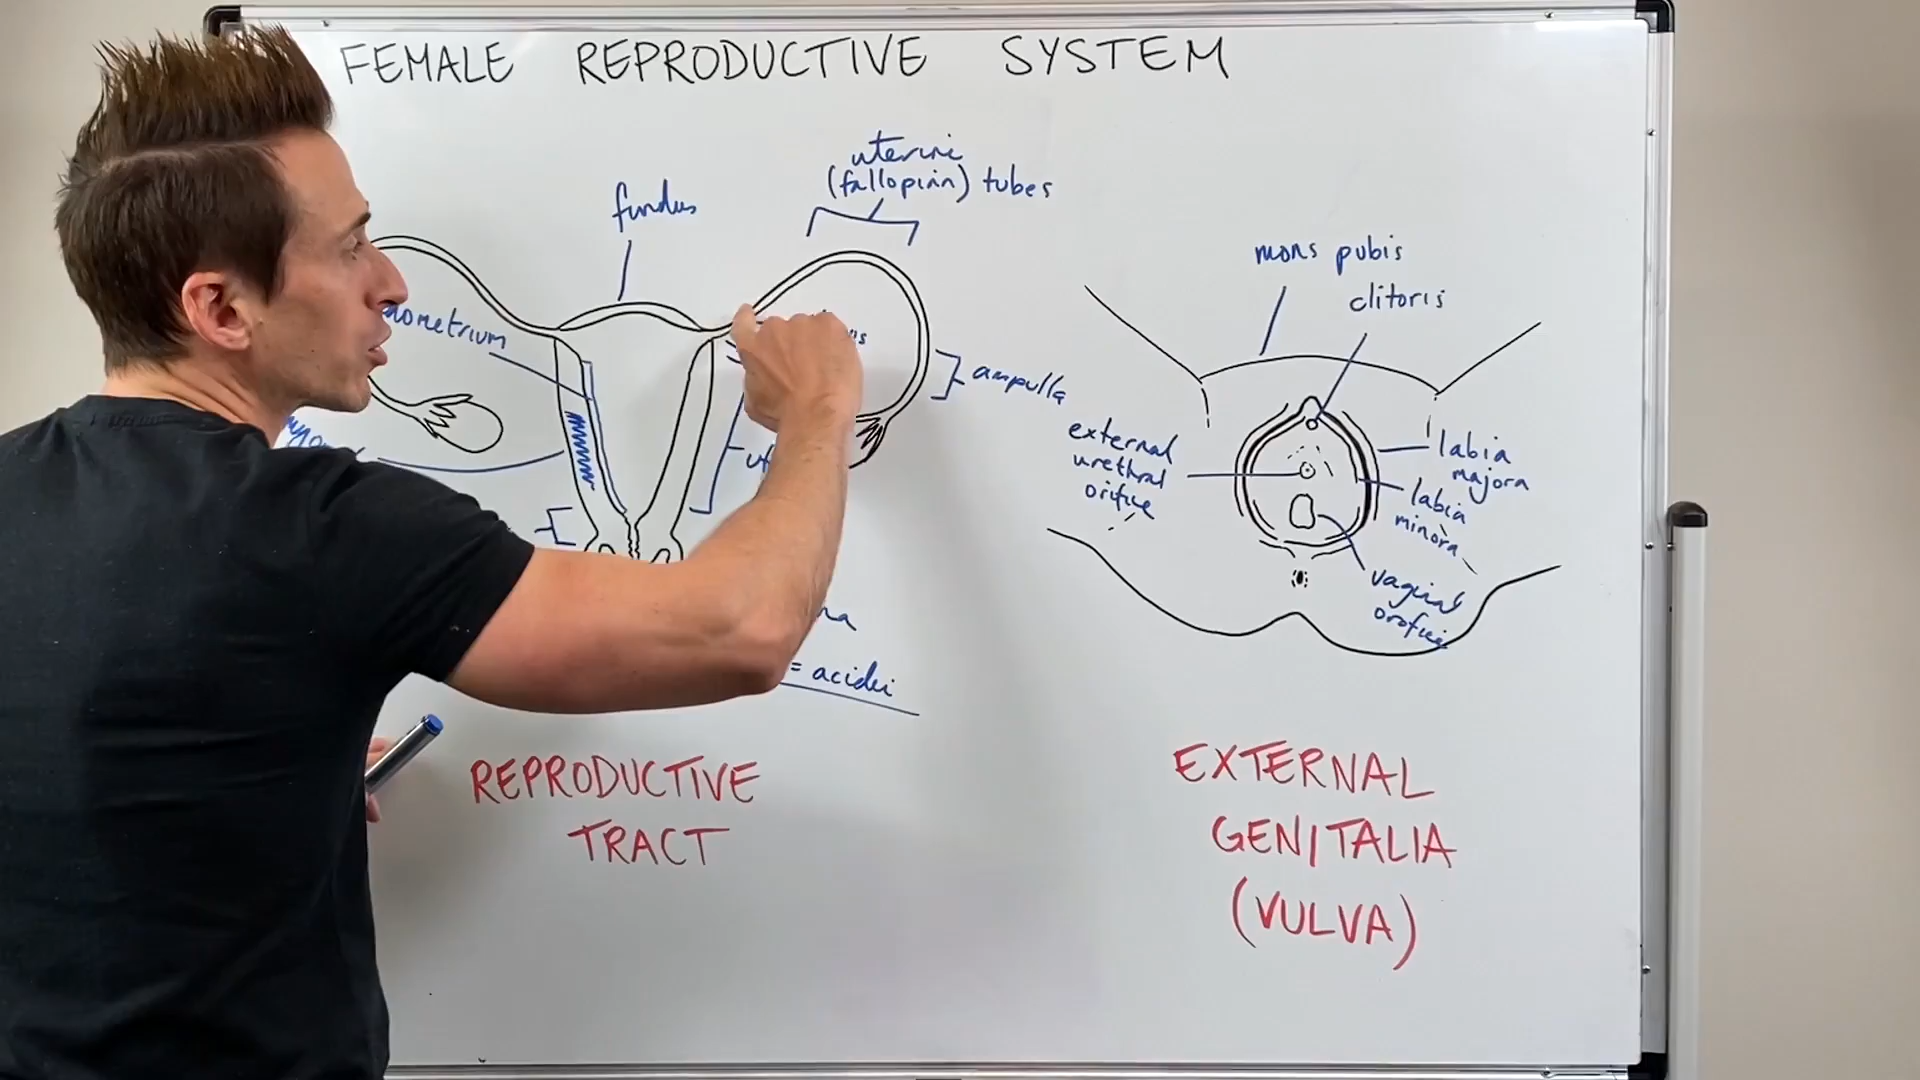 FEMALE REPRODUCTIVE SYSTEM
uterine
(fallopian) tubes
fundus
ampulla
= acidic
REPRODUCTIVE
TRACT
mons pubis
clitoris
external
urethral
orifice
labia
majora
labia
minora
vaginal
orofice
EXTERNAL
GENITALIA
(VULVA)